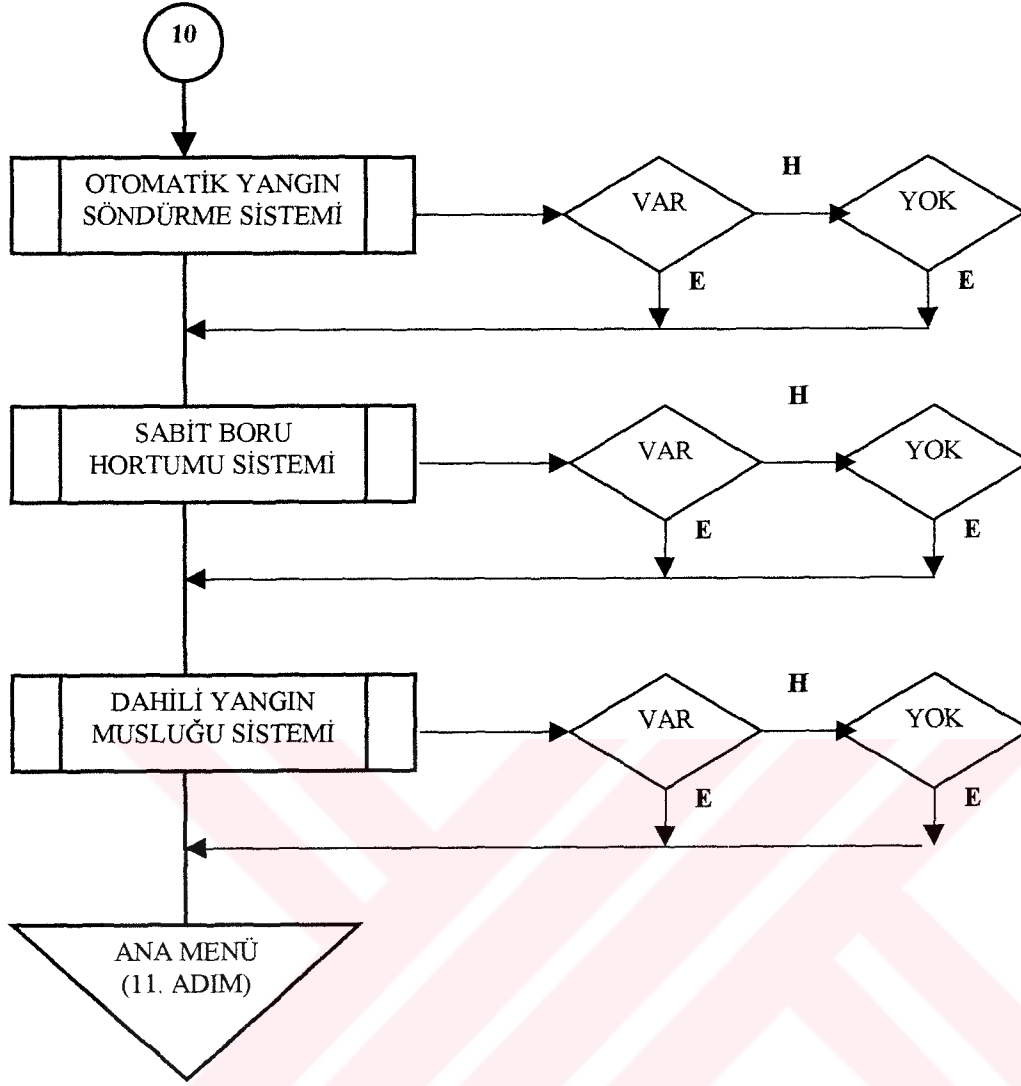 10
OTOMATİK YANGIN
SÖNDÜRME SİSTEMİ
VAR
H
YOK
E
E
SABİT BORU
HORTUMU SİSTEMİ
VAR
H
YOK
E
E
DAHİLİ YANGIN
MUSLUĞU SİSTEMİ
VAR
H
YOK
E
E
ANA MENÜ
(11. ADIM)